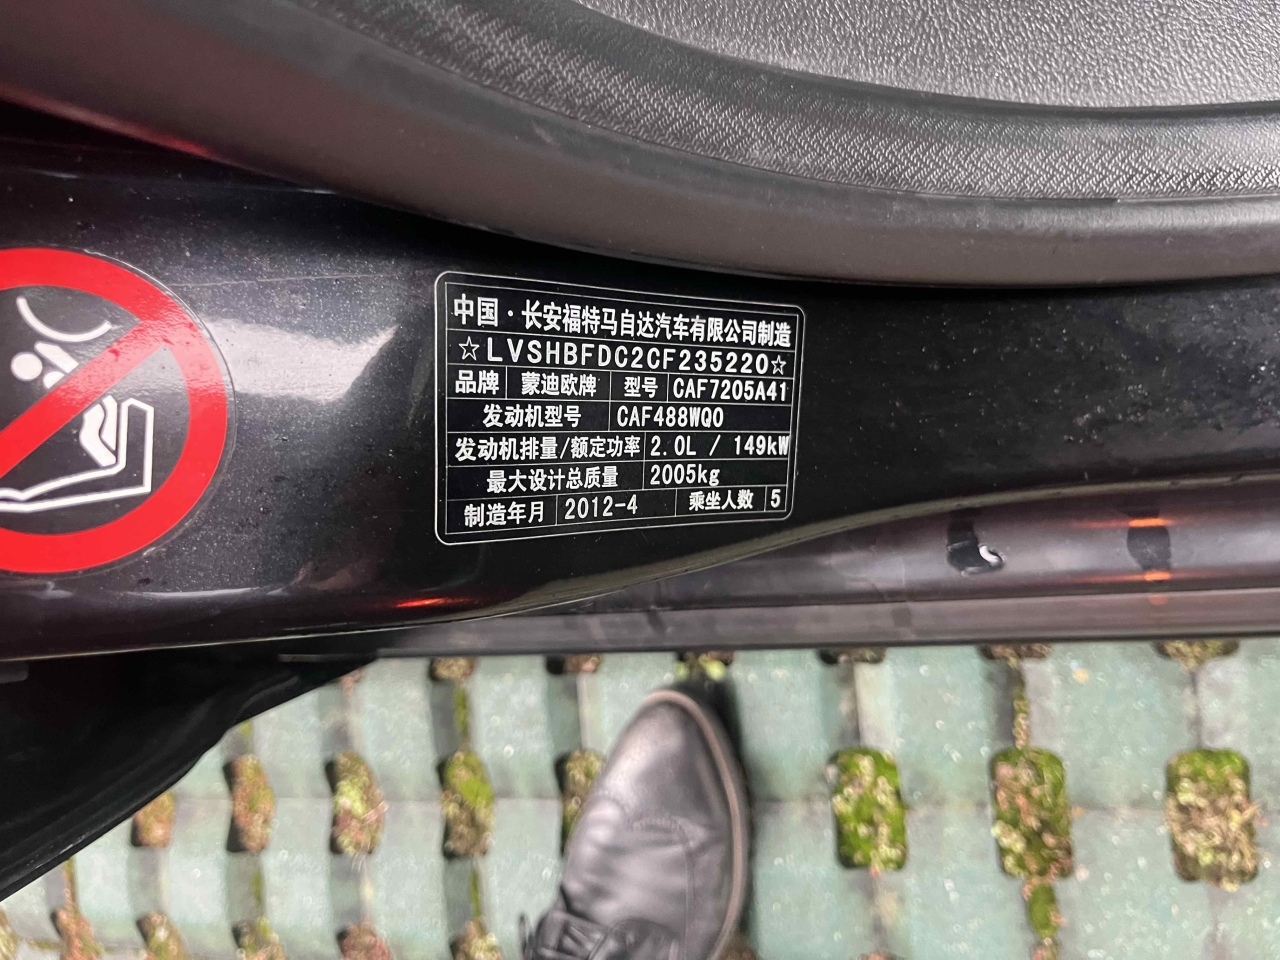 中国·长安福特马自达汽车有限公司制造
☆LVSHBFDC2CF235220☆
品牌 蒙迪欧牌 型号 CAF7205A41
发动机型号 CAF488WQ0
发动机排量/额定功率 2.0L / 149kW
最大设计总质量 2005kg
制造年月 2012-4 乘坐人数 5